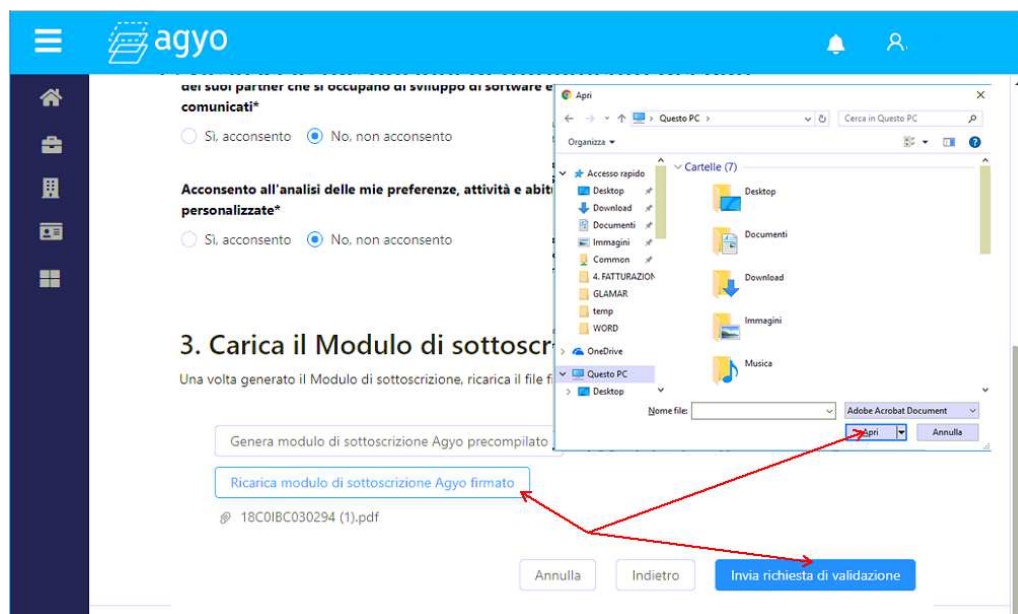 agyo
dei suoi partner che si occupano di sviluppo di software e
comunicati*
Sì, acconsento No, non acconsento
Acconsento all'analisi delle mie preferenze, attività e abit
personalizzate*
Sì, acconsento No, non acconsento
3. Carica il Modulo di sottoscr
Una volta generato il Modulo di sottoscrizione, ricarica il file f
Genera modulo di sottoscrizione Agyo precompilato
Ricarica modulo di sottoscrizione Agyo firmato
18C0IBC030294 (1).pdf
Annulla Indietro Invia richiesta di validazione
Apri
Questo PC
Cerca in Questo PC
Organizza
Accesso rapido
Desktop
Download
Documenti
Immagini
Common
4. FATTURAZION
GLAMAR
temp
WORD
OneDrive
Questo PC
Desktop
Cartelle (7)
Desktop
Documenti
Download
Immagini
Musica
Nome file:
Adobe Acrobat Document
Apri Annulla